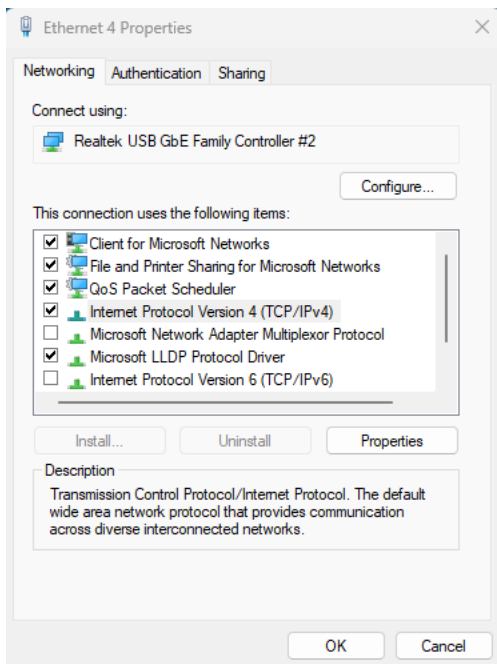 Ethernet 4 Properties
Networking Authentication Sharing
Connect using:
Realtek USB GbE Family Controller #2
Configure...
This connection uses the following items:
Client for Microsoft Networks
File and Printer Sharing for Microsoft Networks
QoS Packet Scheduler
Internet Protocol Version 4 (TCP/IPv4)
Microsoft Network Adapter Multiplexor Protocol
Microsoft LLDP Protocol Driver
Internet Protocol Version 6 (TCP/IPv6)
Install... Uninstall Properties
Description
Transmission Control Protocol/Internet Protocol. The default
wide area network protocol that provides communication
across diverse interconnected networks.
OK Cancel